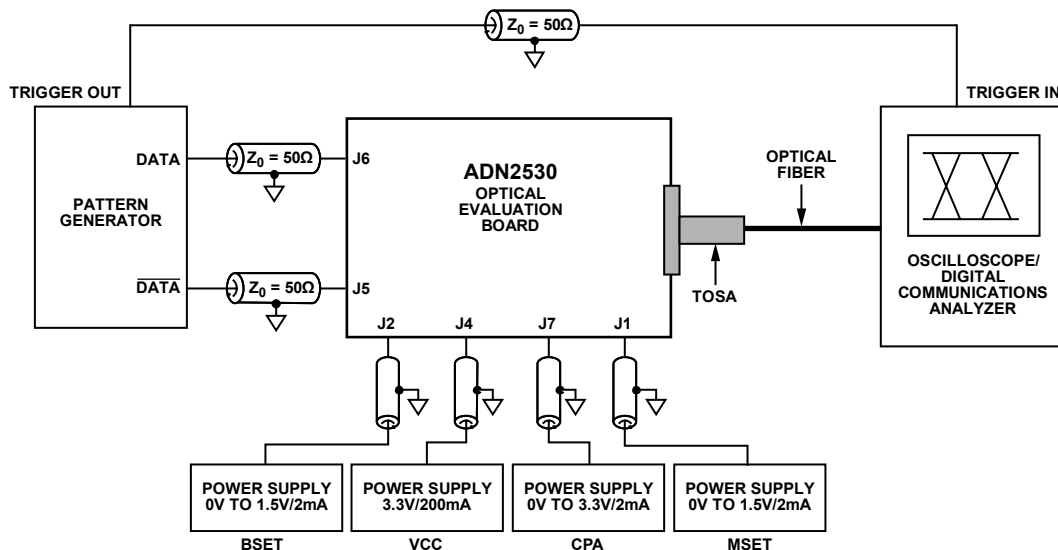 Z0 = 50Ω
TRIGGER OUT
TRIGGER IN
DATA
Z0 = 50Ω
J6
PATTERN
GENERATOR
DATA
Z0 = 50Ω
J5
ADN2530
OPTICAL
EVALUATION
BOARD
J2
J4
J7
J1
TOSA
OPTICAL
FIBER
OSCILLOSCOPE/
DIGITAL
COMMUNICATIONS
ANALYZER
POWER SUPPLY
0V TO 1.5V/2mA
BSET
POWER SUPPLY
3.3V/200mA
VCC
POWER SUPPLY
0V TO 3.3V/2mA
CPA
POWER SUPPLY
0V TO 1.5V/2mA
MSET